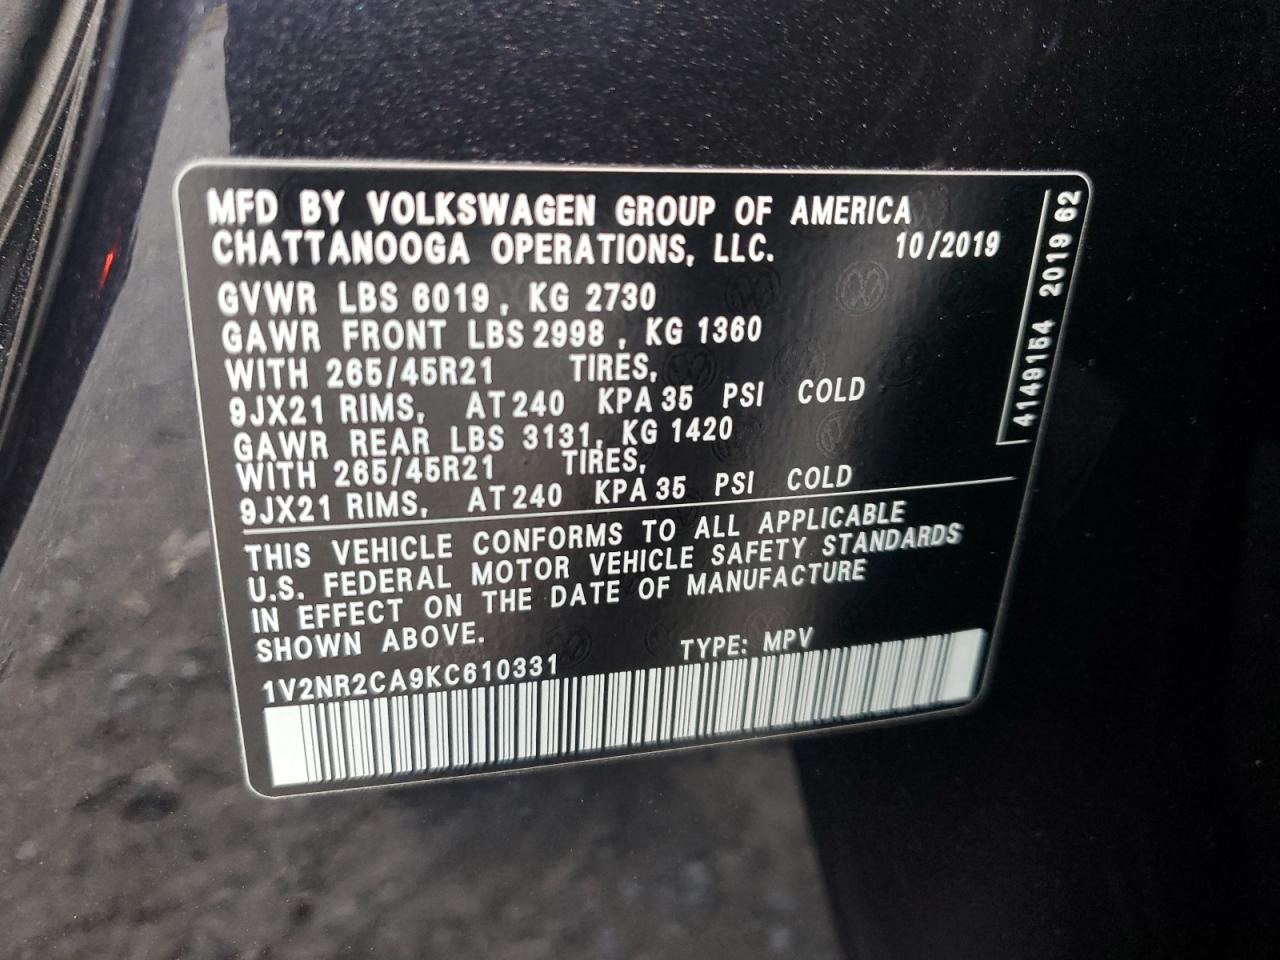 MFD BY VOLKSWAGEN GROUP OF AMERICA
CHATTANOOGA OPERATIONS, LLC. 10/2019
GVWR LBS 6019, KG 2730
GAWR FRONT LBS 2998, KG 1360
WITH 265/45R21 TIRES,
9JX21 RIMS, AT 240 KPA 35 PSI COLD
GAWR REAR LBS 3131, KG 1420
WITH 265/45R21 TIRES,
9JX21 RIMS, AT 240 KPA 35 PSI COLD
THIS VEHICLE CONFORMS TO ALL APPLICABLE
U.S. FEDERAL MOTOR VEHICLE SAFETY STANDARDS
IN EFFECT ON THE DATE OF MANUFACTURE
SHOWN ABOVE.
1V2NR2CA9KC610331 TYPE: MPV
4149154 2019 62